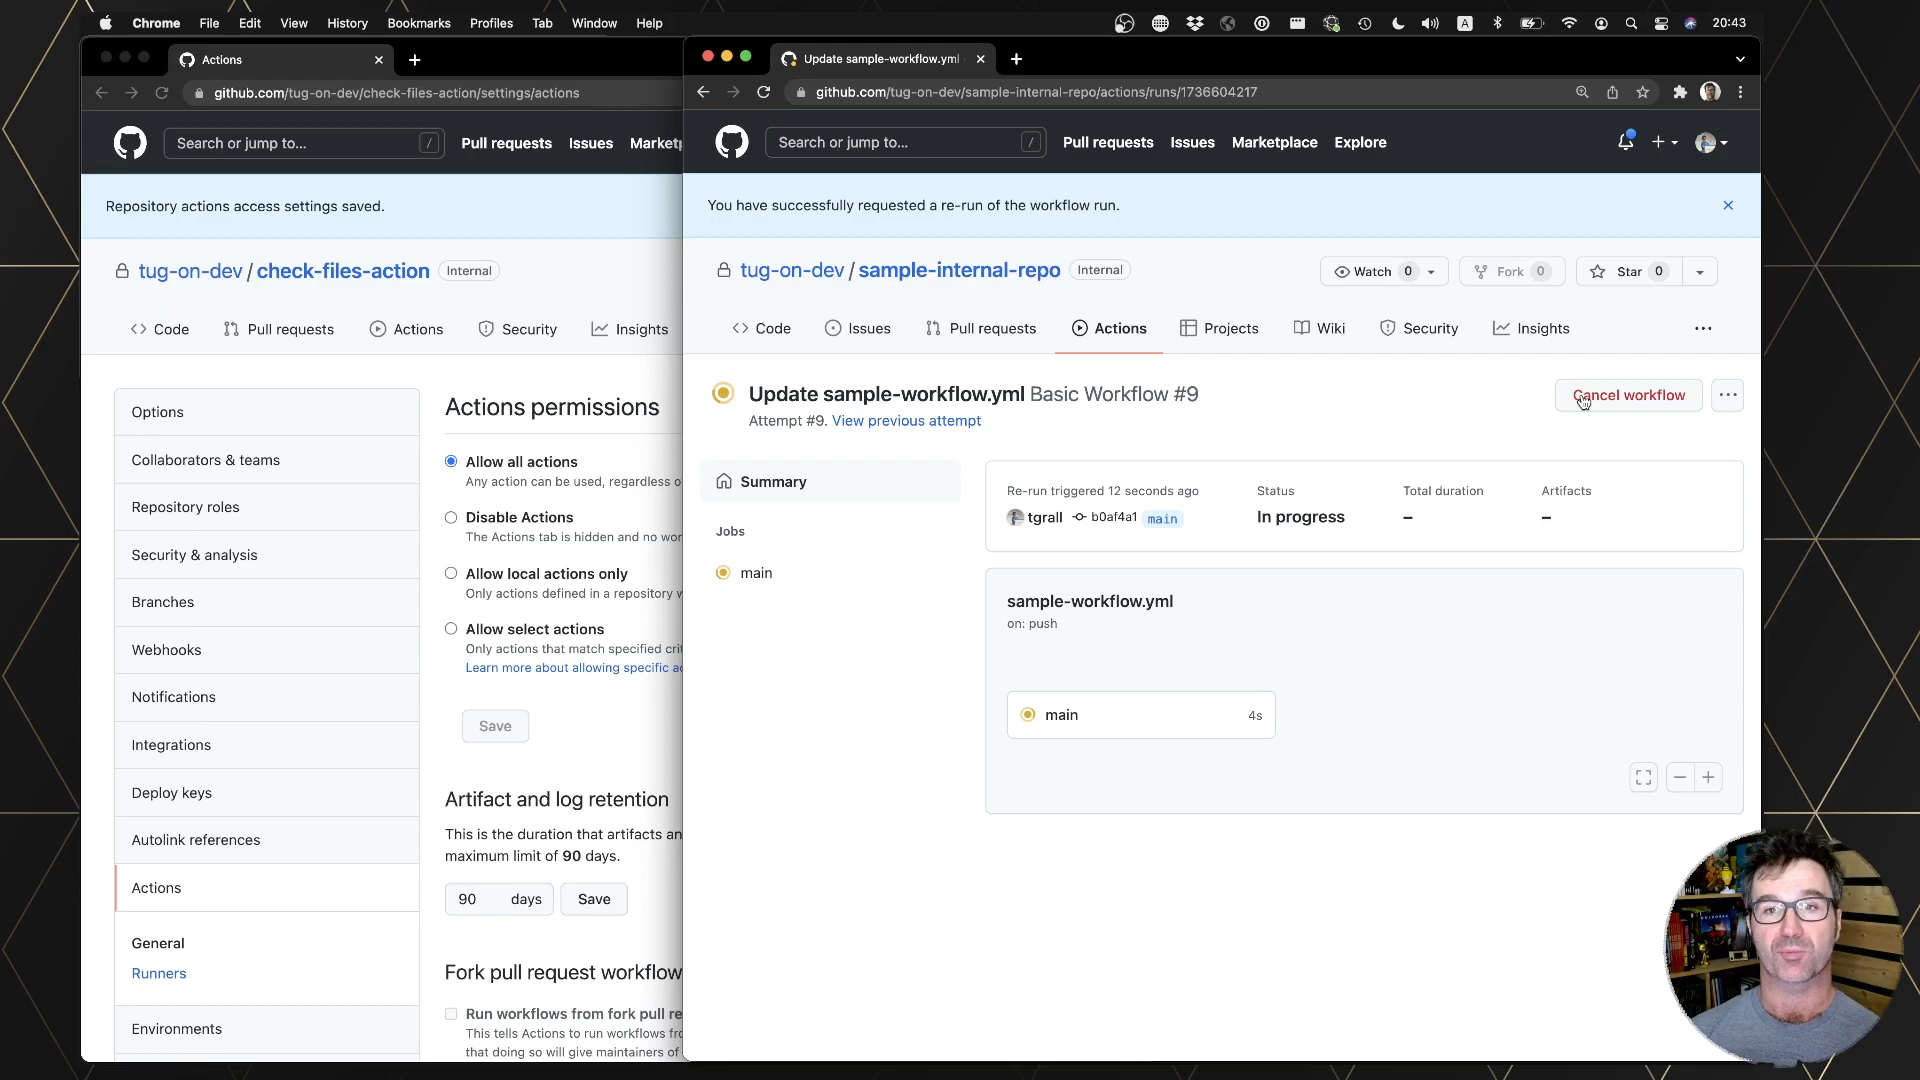 Chrome File Edit View History Bookmarks Profiles Tab Window Help
A
20:43
Actions
github.com/tug-on-dev/check-files-action/settings/actions
Search or jump to... /
Pull requests Issues Market
Repository actions access settings saved.
tug-on-dev / check-files-action Internal
Code Pull requests Actions Security Insights
Options
Collaborators & teams
Repository roles
Security & analysis
Branches
Webhooks
Notifications
Integrations
Deploy keys
Autolink references
Actions
General
Runners
Environments
Actions permissions
Allow all actions
Any action can be used, regardless o
Disable Actions
The Actions tab is hidden and no wor
Allow local actions only
Only actions defined in a repository w
Allow select actions
Only actions that match specified crit
Learn more about allowing specific ac
Save
Artifact and log retention
This is the duration that artifacts an
maximum limit of 90 days.
90 days Save
Fork pull request workflow
Run workflows from fork pull re
This tells Actions to run workflows fro
that doing so will give maintainers of
Update sample-workflow.yml
github.com/tug-on-dev/sample-internal-repo/actions/runs/1736604217
Search or jump to... /
Pull requests Issues Marketplace Explore
You have successfully requested a re-run of the workflow run.
tug-on-dev / sample-internal-repo Internal
Watch 0 Fork 0 Star 0
Code Issues Pull requests Actions Projects Wiki Security Insights
Update sample-workflow.yml Basic Workflow #9
Attempt #9. View previous attempt
Cancel workflow
Summary
Jobs
main
Re-run triggered 12 seconds ago
tgrall b0af4a1 main
Status
In progress
Total duration
–
Artifacts
–
sample-workflow.yml
on: push
main 4s